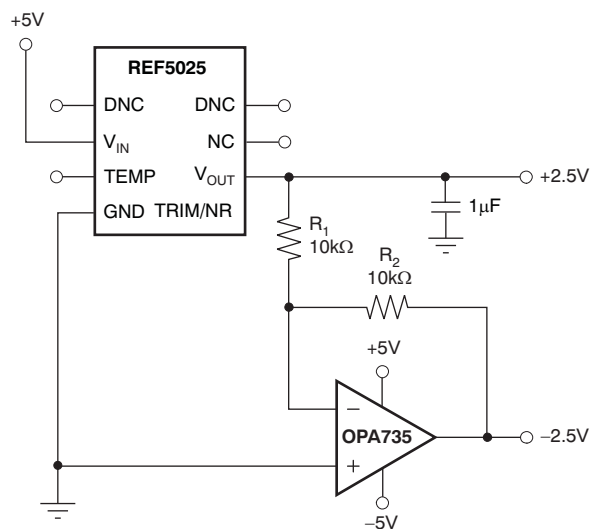 +5V
REF5025
DNC DNC
V_IN NC
TEMP V_OUT
GND TRIM/NR
+2.5V
1μF
R_1
10kΩ
R_2
10kΩ
+5V
−
OPA735
+
−2.5V
−5V